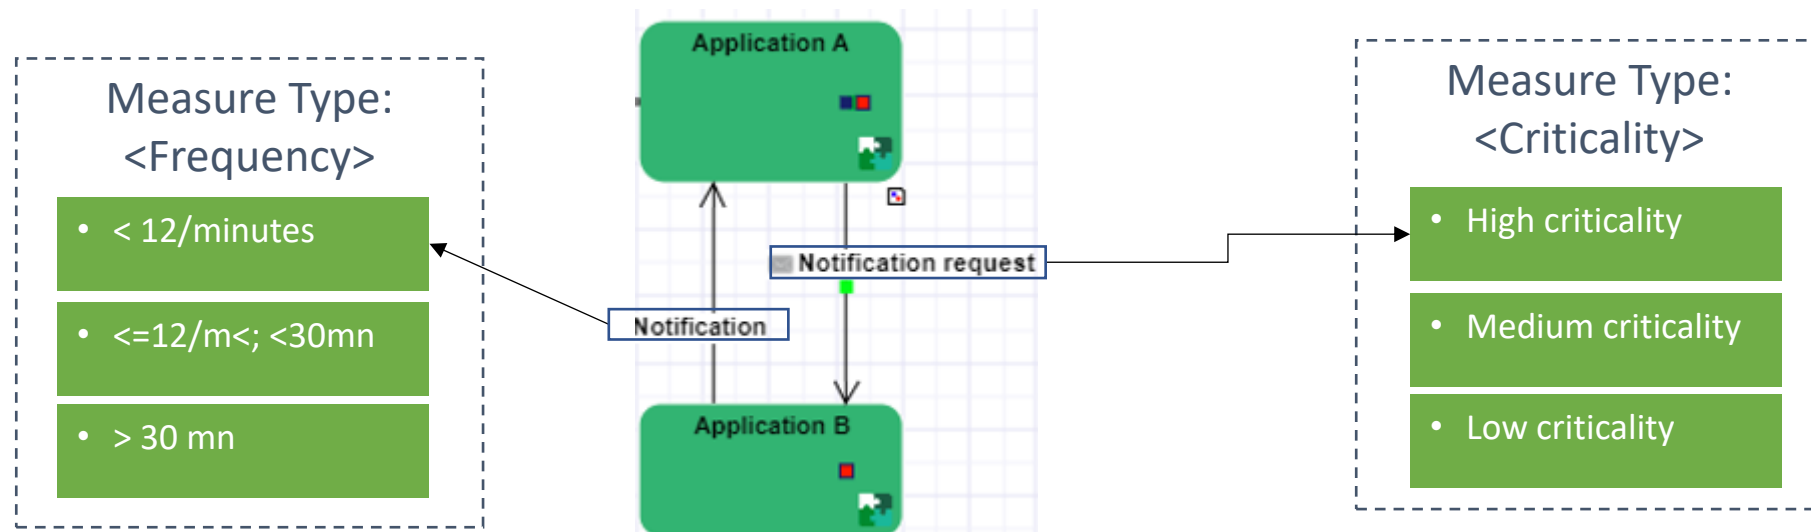 Measure Type:
<Frequency>
• < 12/minutes
• <=12/m<; <30mn
• > 30 mn
Application A
Notification request
Notification
Application B
Measure Type:
<Criticality>
• High criticality
• Medium criticality
• Low criticality